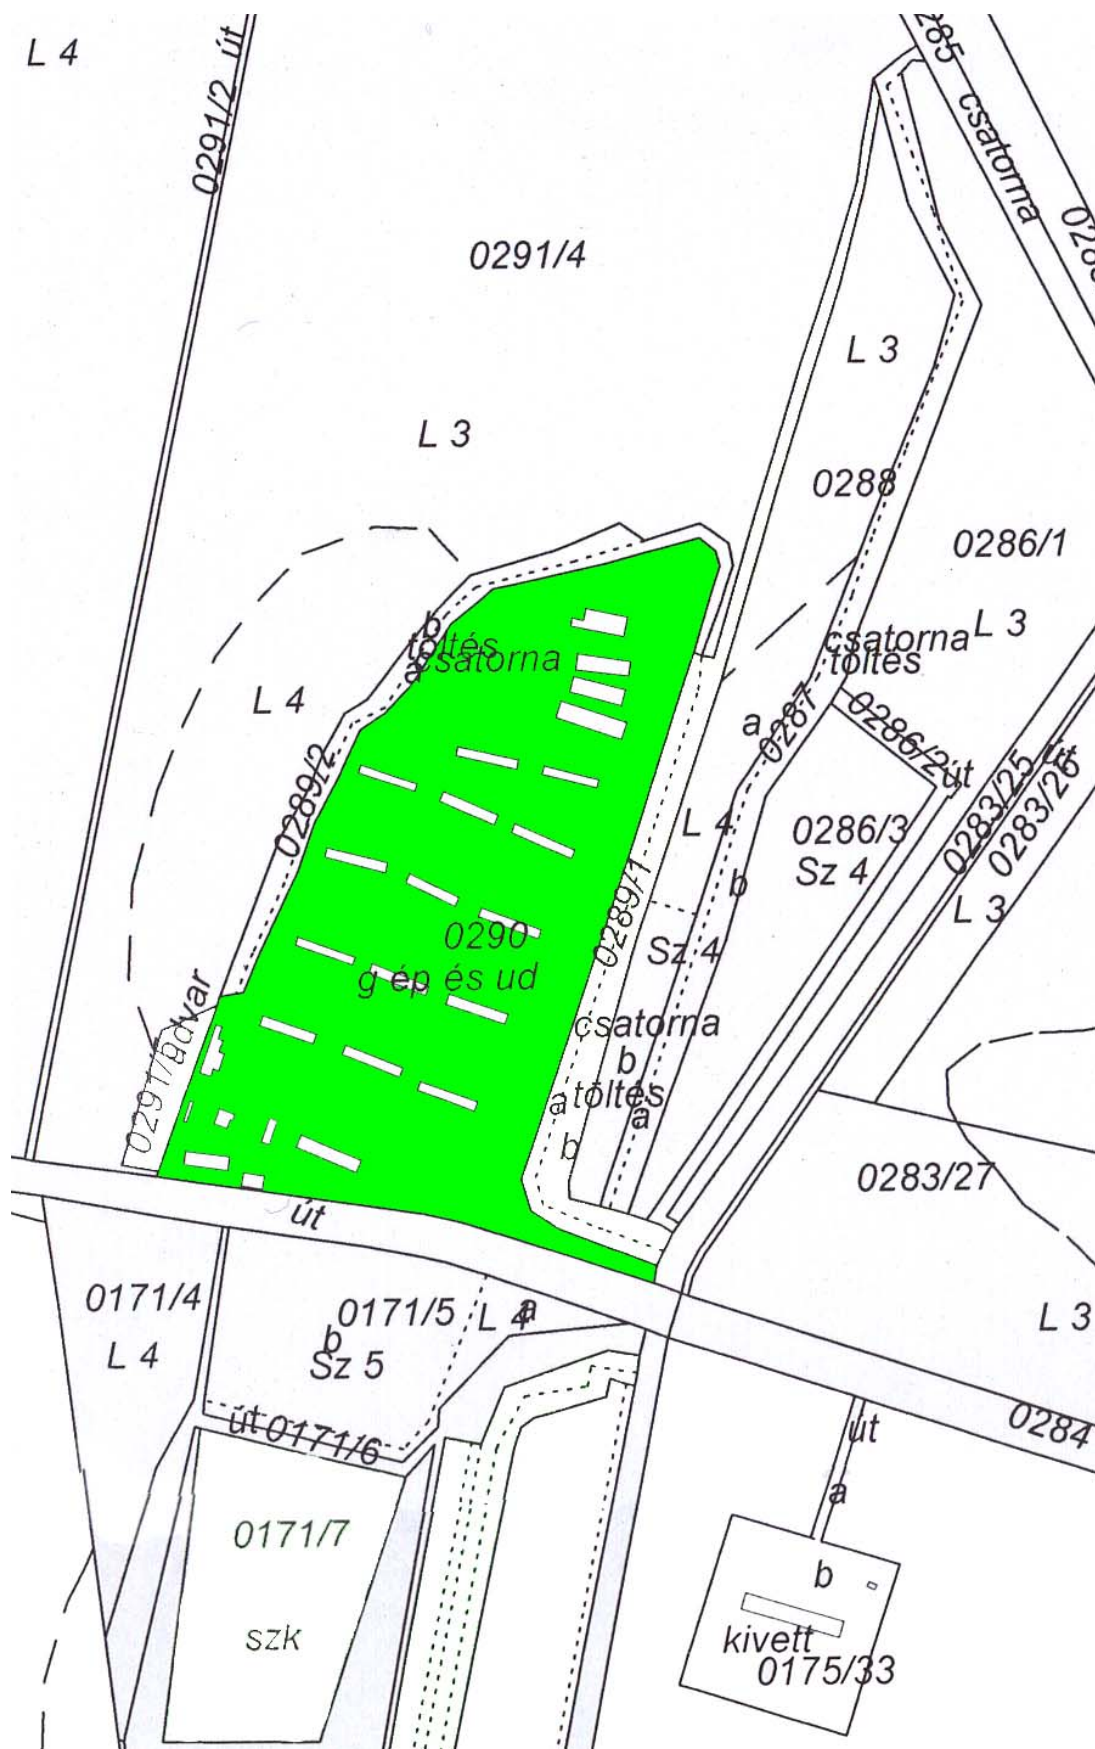 L 4
0291/2 út
csatorna
0291/4
L 3
L 3
0288
0286/1
L 3
b
töltés
csatorna
a
csatorna
töltés
L 4
a
0287
0286/2
út
út
0283/25
0283/26
0289/2
L 4
0286/3
Sz 4
b
L 3
0289/1
0290
g ép és ud
Sz 4
udvar
csatorna
b
a
töltés
a
b
0283/27
út
0171/4
L 4
0171/5
L 4
a
b
Sz 5
L 3
út
0171/6
út
0284
a
0171/7
szk
b
kivett
0175/33